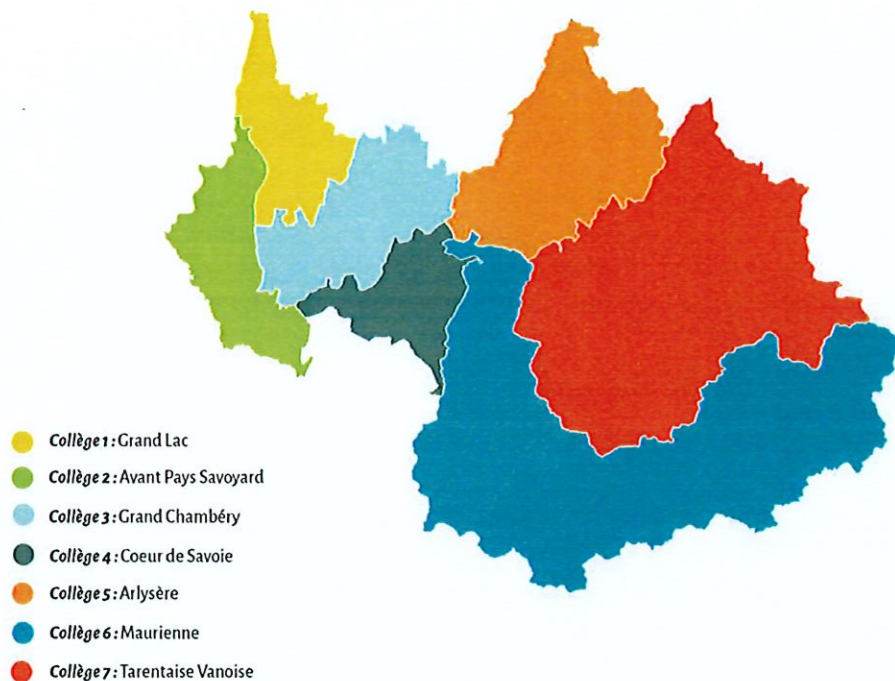 Collège 1 : Grand Lac
Collège 2 : Avant Pays Savoyard
Collège 3 : Grand Chambéry
Collège 4 : Coeur de Savoie
Collège 5 : Arlysère
Collège 6 : Maurienne
Collège 7 : Tarentaise Vanoise